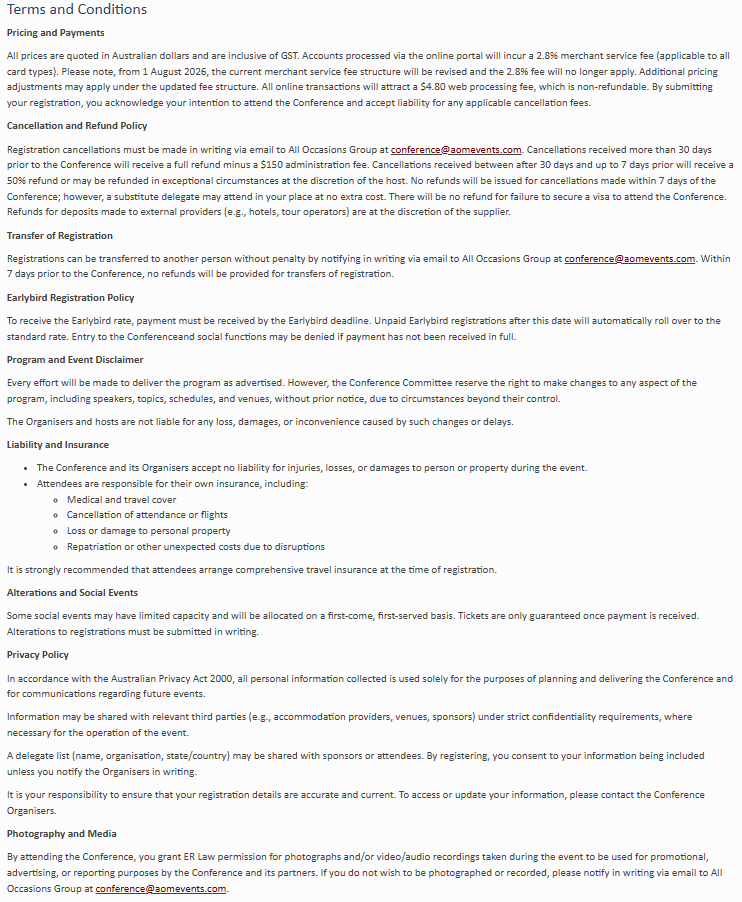 Terms and Conditions
Pricing and Payments
All prices are quoted in Australian dollars and are inclusive of GST. Accounts processed via the online portal will incur a 2.8% merchant service fee (applicable to all
card types). Please note, from 1 August 2026, the current merchant service fee structure will be revised and the 2.8% fee will no longer apply. Additional pricing
adjustments may apply under the updated fee structure. All online transactions will attract a $4.80 web processing fee, which is non-refundable. By submitting
your registration, you acknowledge your intention to attend the Conference and accept liability for any applicable cancellation fees.
Cancellation and Refund Policy
Registration cancellations must be made in writing via email to All Occasions Group at conference@aomevents.com. Cancellations received more than 30 days
prior to the Conference will receive a full refund minus a $150 administration fee. Cancellations received between after 30 days and up to 7 days prior will receive a
50% refund or may be refunded in exceptional circumstances at the discretion of the host. No refunds will be issued for cancellations made within 7 days of the
Conference; however, a substitute delegate may attend in your place at no extra cost. There will be no refund for failure to secure a visa to attend the Conference.
Refunds for deposits made to external providers (e.g., hotels, tour operators) are at the discretion of the supplier.
Transfer of Registration
Registrations can be transferred to another person without penalty by notifying in writing via email to All Occasions Group at conference@aomevents.com. Within
7 days prior to the Conference, no refunds will be provided for transfers of registration.
Earlybird Registration Policy
To receive the Earlybird rate, payment must be received by the Earlybird deadline. Unpaid Earlybird registrations after this date will automatically roll over to the
standard rate. Entry to the Conferenceand social functions may be denied if payment has not been received in full.
Program and Event Disclaimer
Every effort will be made to deliver the program as advertised. However, the Conference Committee reserve the right to make changes to any aspect of the
program, including speakers, topics, schedules, and venues, without prior notice, due to circumstances beyond their control.
The Organisers and hosts are not liable for any loss, damages, or inconvenience caused by such changes or delays.
Liability and Insurance
• The Conference and its Organisers accept no liability for injuries, losses, or damages to person or property during the event.
• Attendees are responsible for their own insurance, including:
◦ Medical and travel cover
◦ Cancellation of attendance or flights
◦ Loss or damage to personal property
◦ Repatriation or other unexpected costs due to disruptions
It is strongly recommended that attendees arrange comprehensive travel insurance at the time of registration.
Alterations and Social Events
Some social events may have limited capacity and will be allocated on a first-come, first-served basis. Tickets are only guaranteed once payment is received.
Alterations to registrations must be submitted in writing.
Privacy Policy
In accordance with the Australian Privacy Act 2000, all personal information collected is used solely for the purposes of planning and delivering the Conference and
for communications regarding future events.
Information may be shared with relevant third parties (e.g., accommodation providers, venues, sponsors) under strict confidentiality requirements, where
necessary for the operation of the event.
A delegate list (name, organisation, state/country) may be shared with sponsors or attendees. By registering, you consent to your information being included
unless you notify the Organisers in writing.
It is your responsibility to ensure that your registration details are accurate and current. To access or update your information, please contact the Conference
Organisers.
Photography and Media
By attending the Conference, you grant ER Law permission for photographs and/or video/audio recordings taken during the event to be used for promotional,
advertising, or reporting purposes by the Conference and its partners. If you do not wish to be photographed or recorded, please notify in writing via email to All
Occasions Group at conference@aomevents.com.